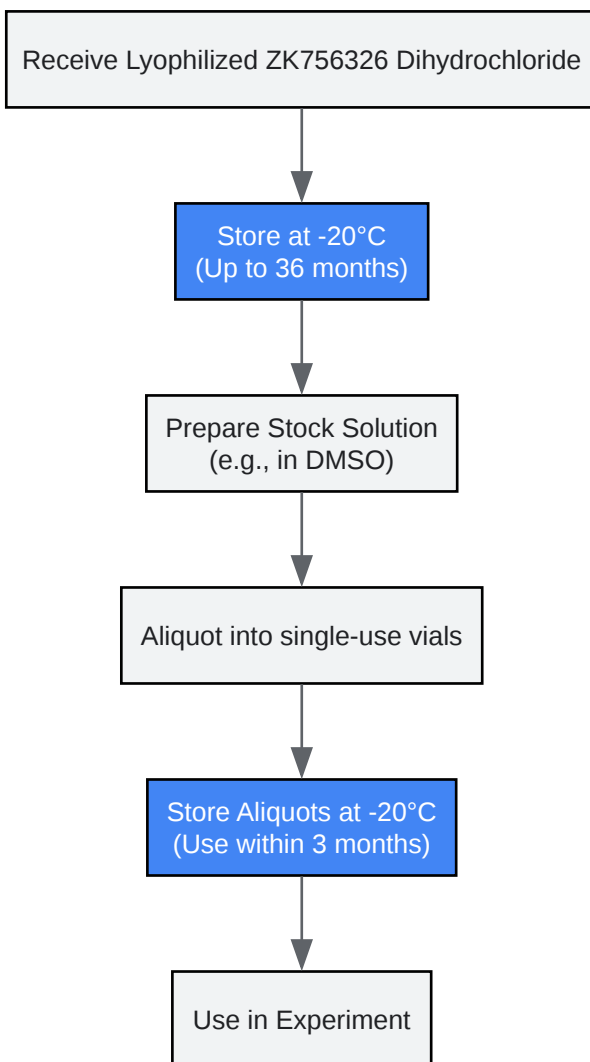 Receive Lyophilized ZK756326 Dihydrochloride
Store at -20°C
(Up to 36 months)
Prepare Stock Solution
(e.g., in DMSO)
Aliquot into single-use vials
Store Aliquots at -20°C
(Use within 3 months)
Use in Experiment